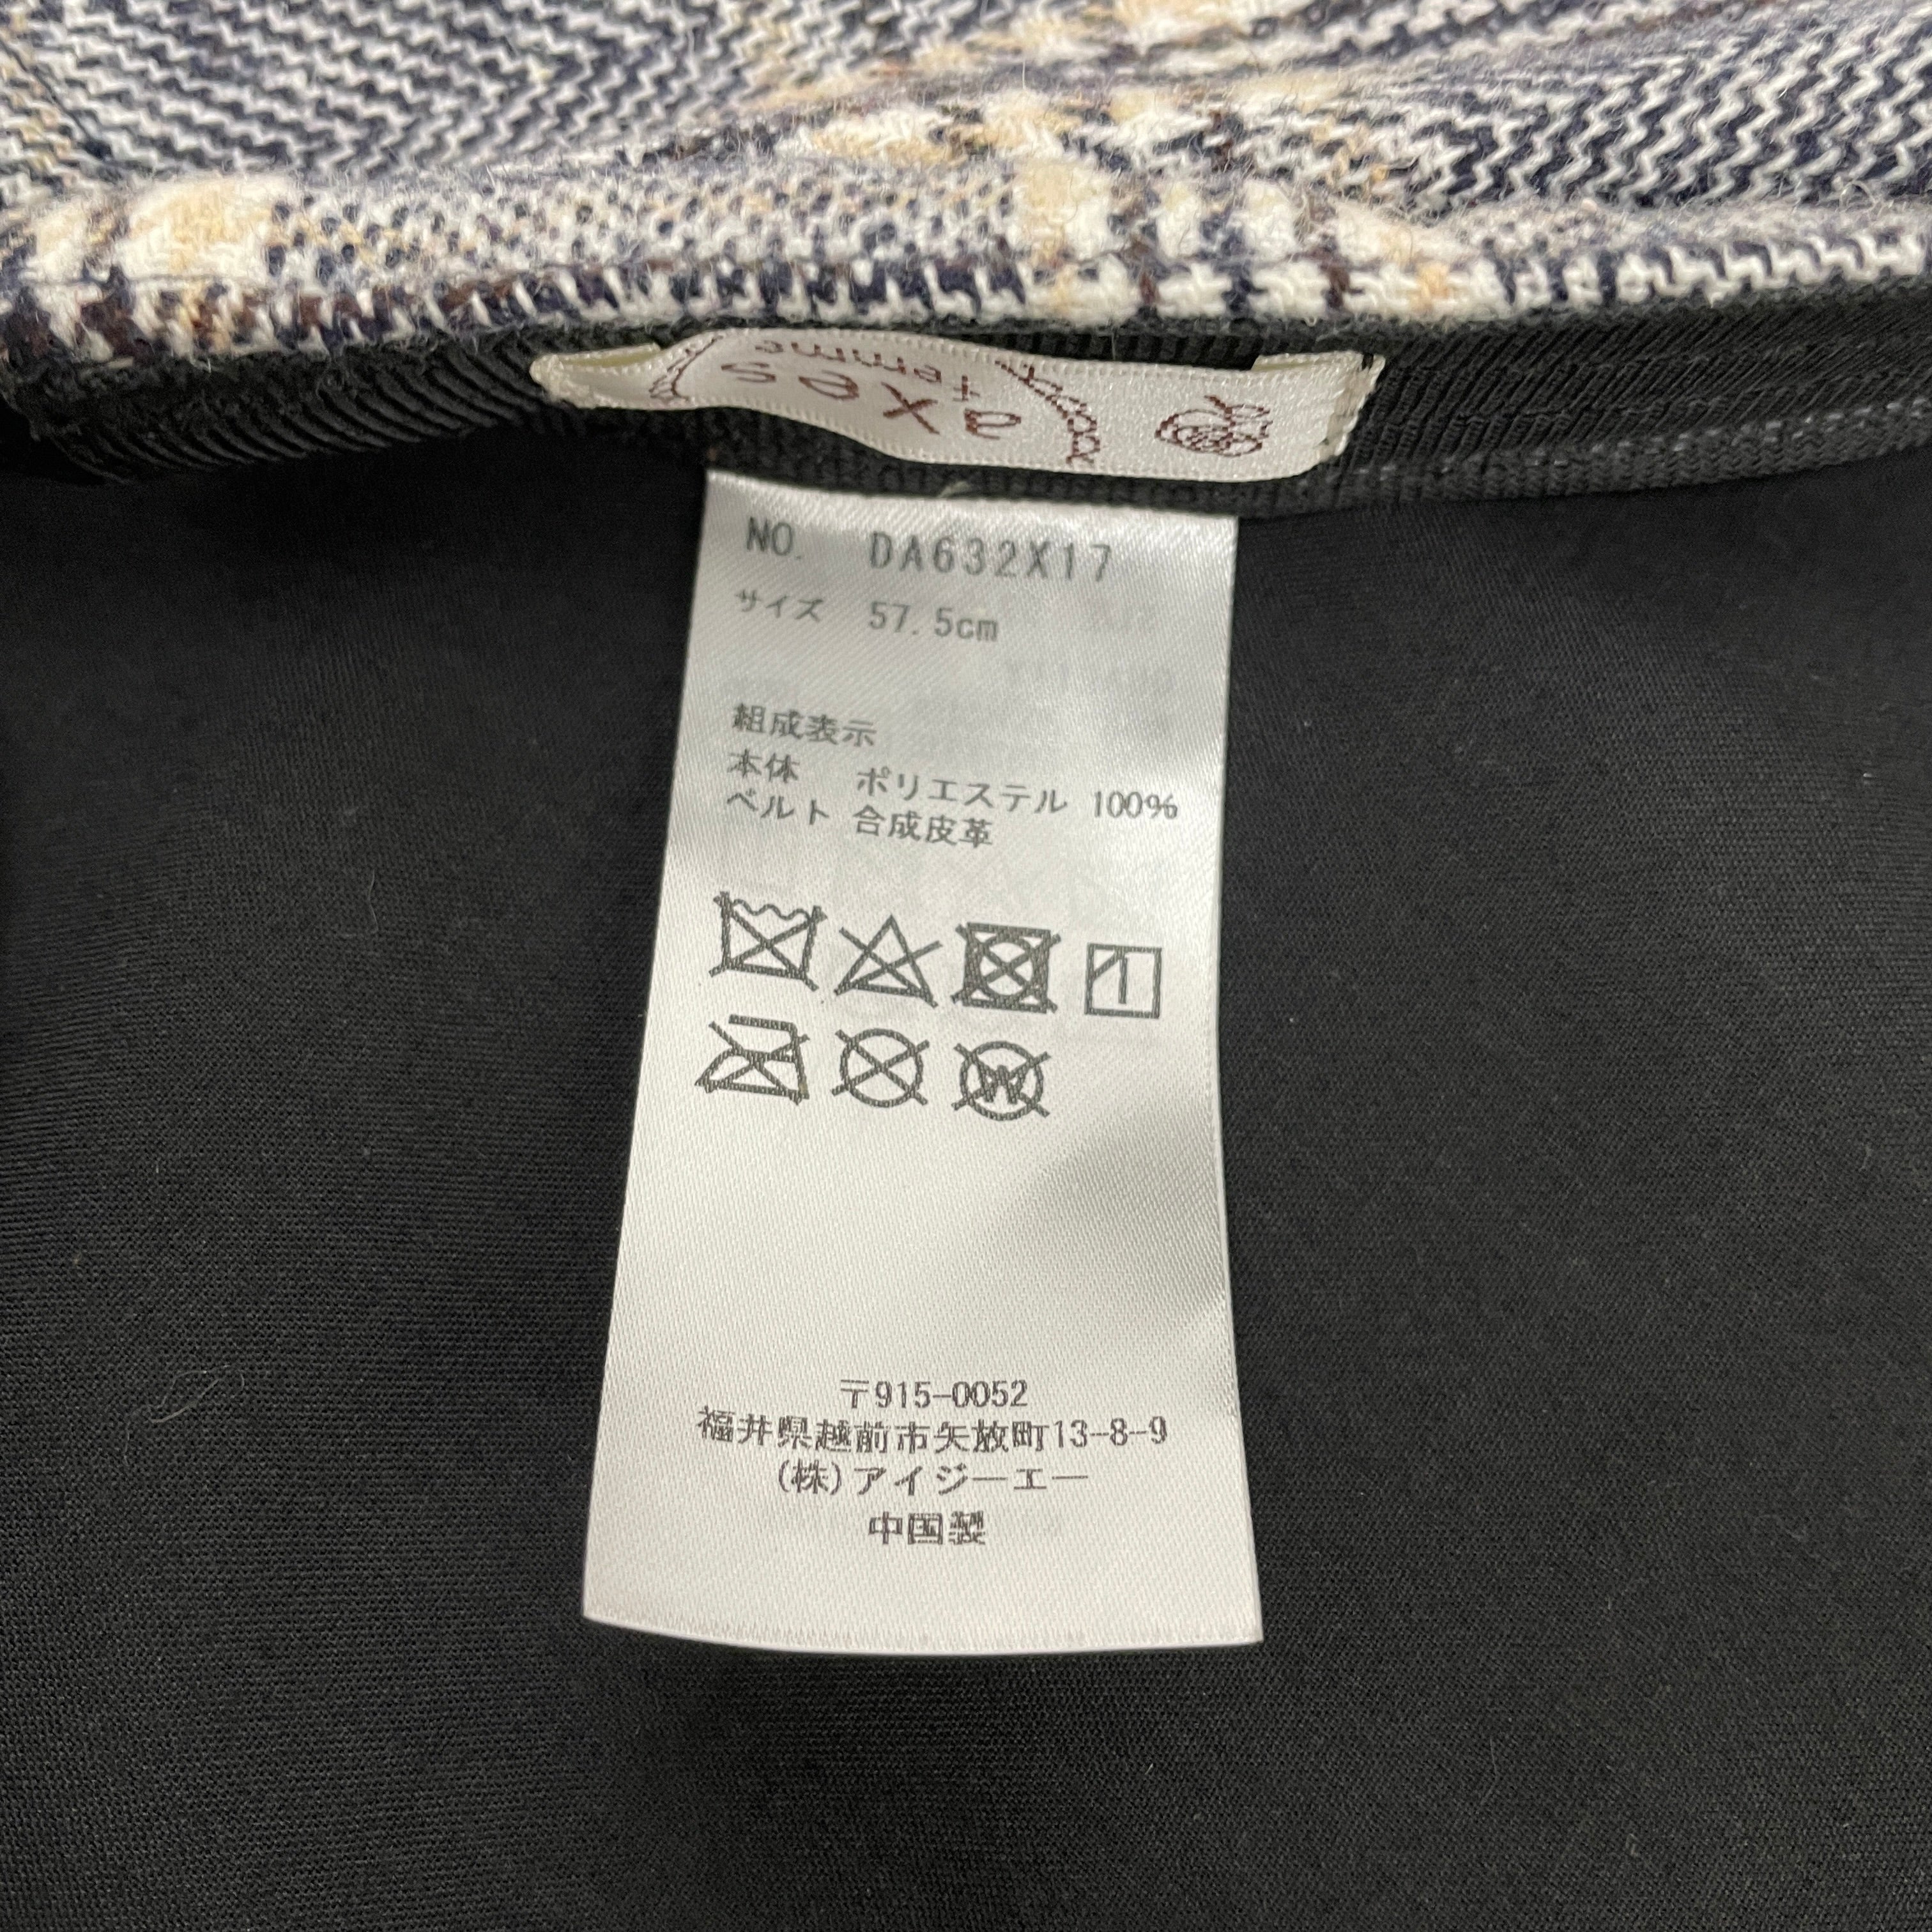 axes
femme
NO. DA632X17
サイズ 57.5cm
組成表示
本体 ポリエステル 100%
ベルト 合成皮革
W
〒915-0052
福井県越前市矢放町13-8-9
(株)アイジーエー
中国製